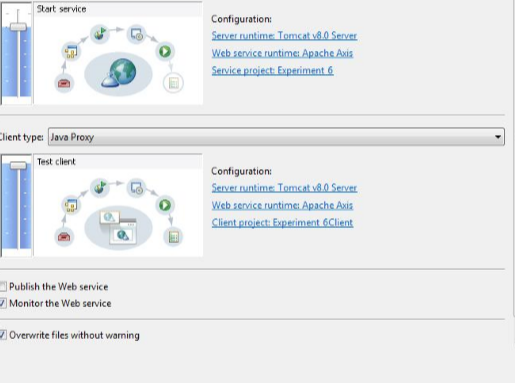 Start service
Configuration:
Server runtime: Tomcat v8.0 Server
Web service runtime: Apache Axis
Service project: Experiment 6
Client type: Java Proxy
Test client
Configuration:
Server runtime: Tomcat v8.0 Server
Web service runtime: Apache Axis
Client project: Experiment 6Client
Publish the Web service
Monitor the Web service
Overwrite files without warning